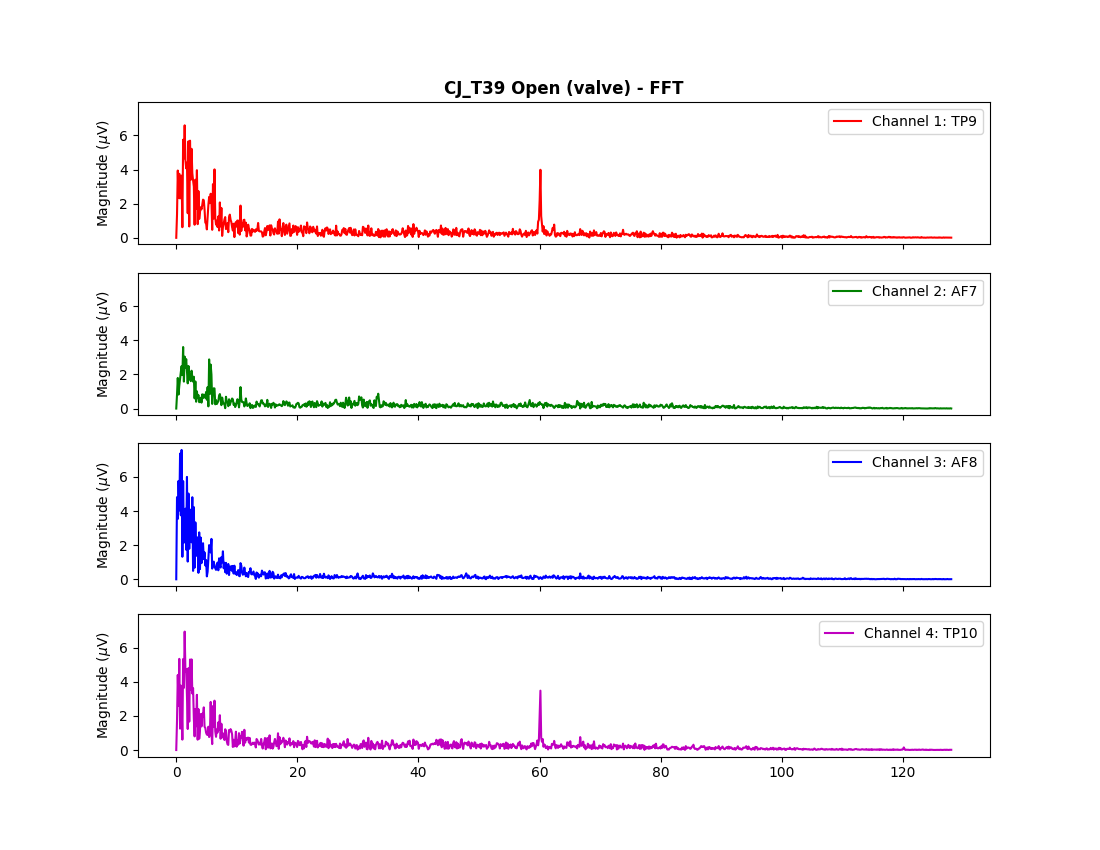 CJ_T39 Open (valve) - FFT
Magnitude (μV)
6
4
2
0
Channel 1: TP9
Magnitude (μV)
6
4
2
0
Channel 2: AF7
Magnitude (μV)
6
4
2
0
Channel 3: AF8
Magnitude (μV)
6
4
2
0
Channel 4: TP10
0 20 40 60 80 100 120